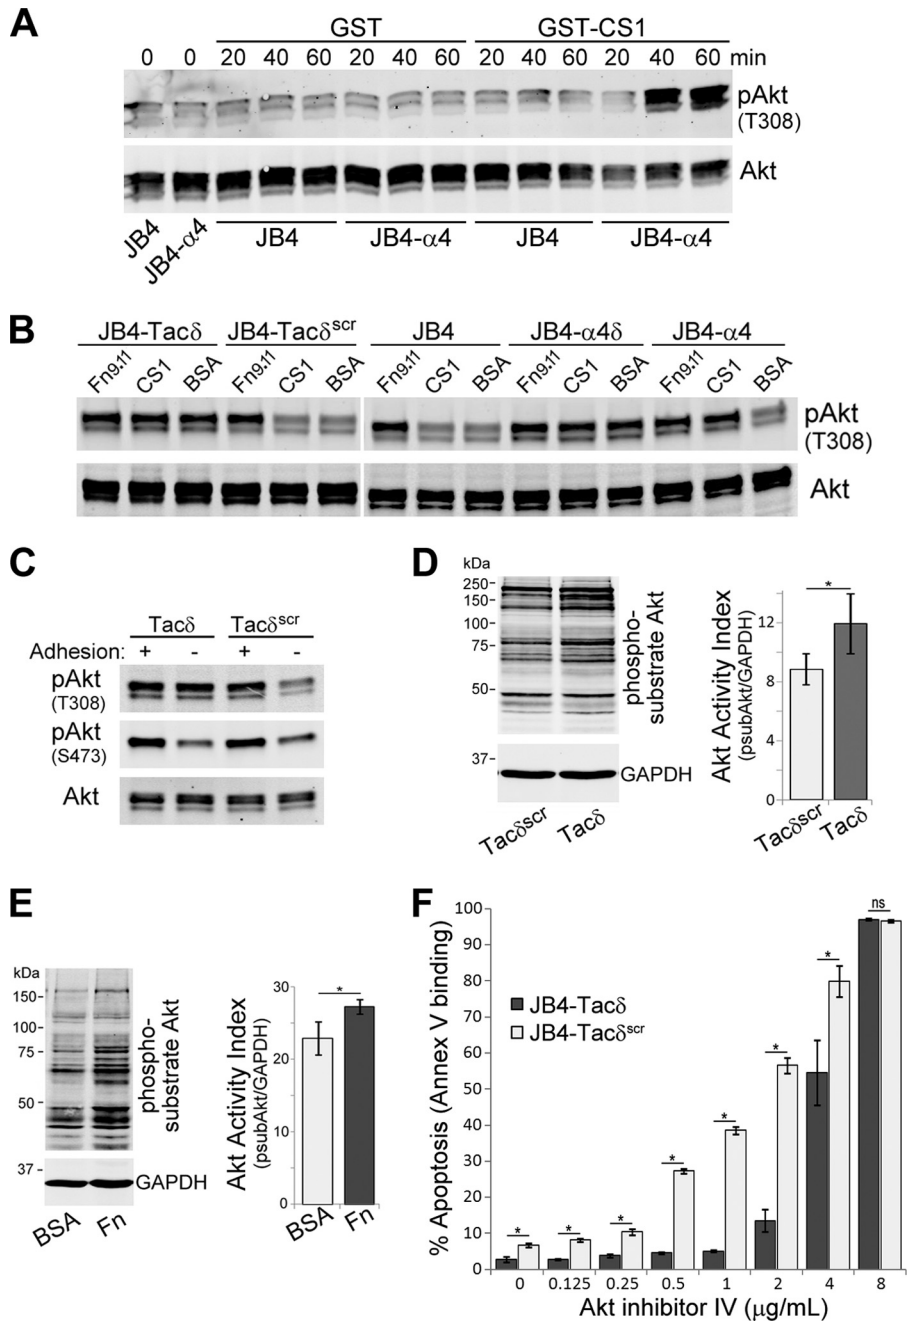 A
GST GST-CS1
0 0 20 40 60 20 40 60 20 40 60 20 40 60 min
pAkt
(T308)
Akt
JB4 JB4-α4 JB4 JB4-α4 JB4 JB4-α4
B
JB4-Tacδ JB4-Tacδscr JB4 JB4-α4δ JB4-α4
Fn9.11 CS1 BSA Fn9.11 CS1 BSA Fn9.11 CS1 BSA Fn9.11 CS1 BSA Fn9.11 CS1 BSA
pAkt
(T308)
Akt
C
Tacδ Tacδscr
Adhesion: + - + -
pAkt
(T308)
pAkt
(S473)
Akt
D
kDa
250
150
100
75
50
37
phospho-
substrate Akt
GAPDH
Tacδscr Tacδ
Akt Activity Index
(psubAkt/GAPDH)
12
8
4
0
*
Tacδscr Tacδ
E
kDa
150
100
75
50
37
phospho-
substrate Akt
GAPDH
BSA Fn
Akt Activity Index
(psubAkt/GAPDH)
30
20
10
0
*
BSA Fn
F
% Apoptosis (Annex V binding)
100
90
80
70
60
50
40
30
20
10
0
JB4-Tacδ
JB4-Tacδscr
* * * * * * * ns
0 0.125 0.25 0.5 1 2 4 8
Akt inhibitor IV (µg/mL)